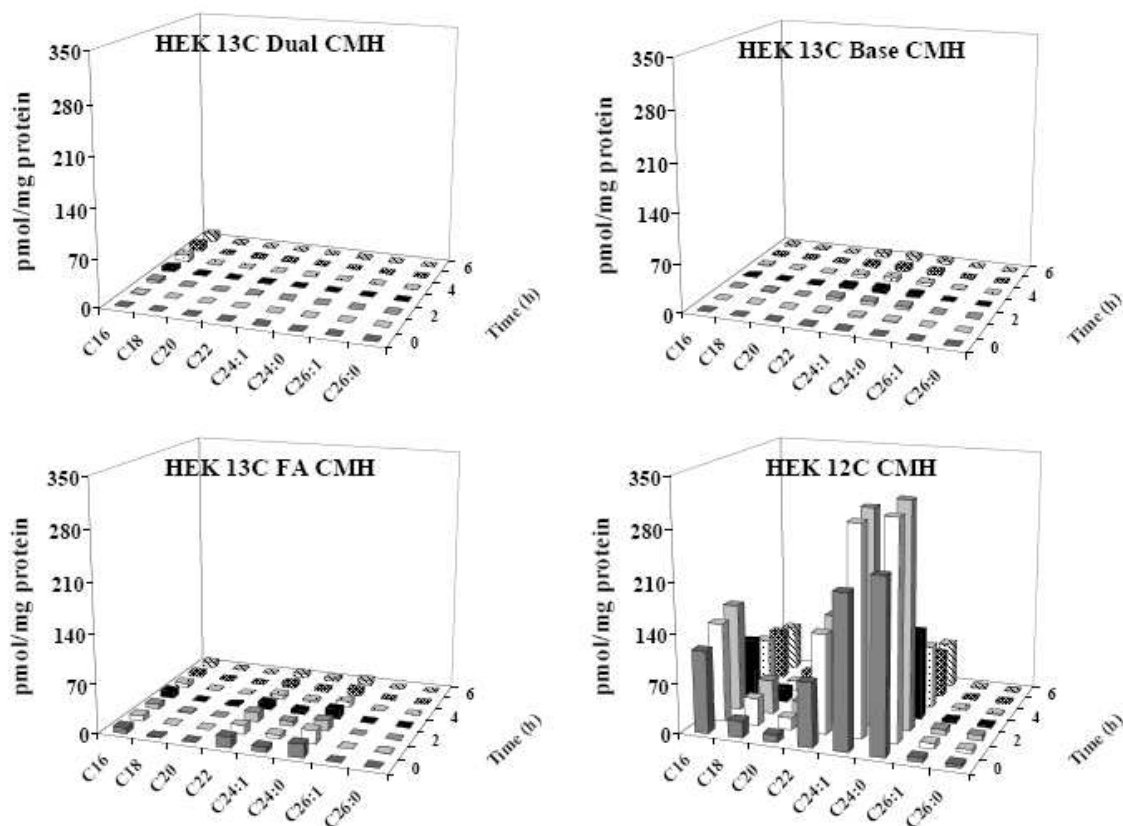 HEK 13C Dual CMH
pmol/mg protein
350
280
210
140
70
0
C16
C18
C20
C22
C24:1
C24:0
C26:1
C26:0
0
2
4
6
Time (h)
HEK 13C Base CMH
pmol/mg protein
350
280
210
140
70
0
C16
C18
C20
C22
C24:1
C24:0
C26:1
C26:0
0
2
4
6
Time (h)
HEK 13C FA CMH
pmol/mg protein
350
280
210
140
70
0
C16
C18
C20
C22
C24:1
C24:0
C26:1
C26:0
0
2
4
6
Time (h)
HEK 12C CMH
pmol/mg protein
350
280
210
140
70
0
C16
C18
C20
C22
C24:1
C24:0
C26:1
C26:0
0
2
4
6
Time (h)